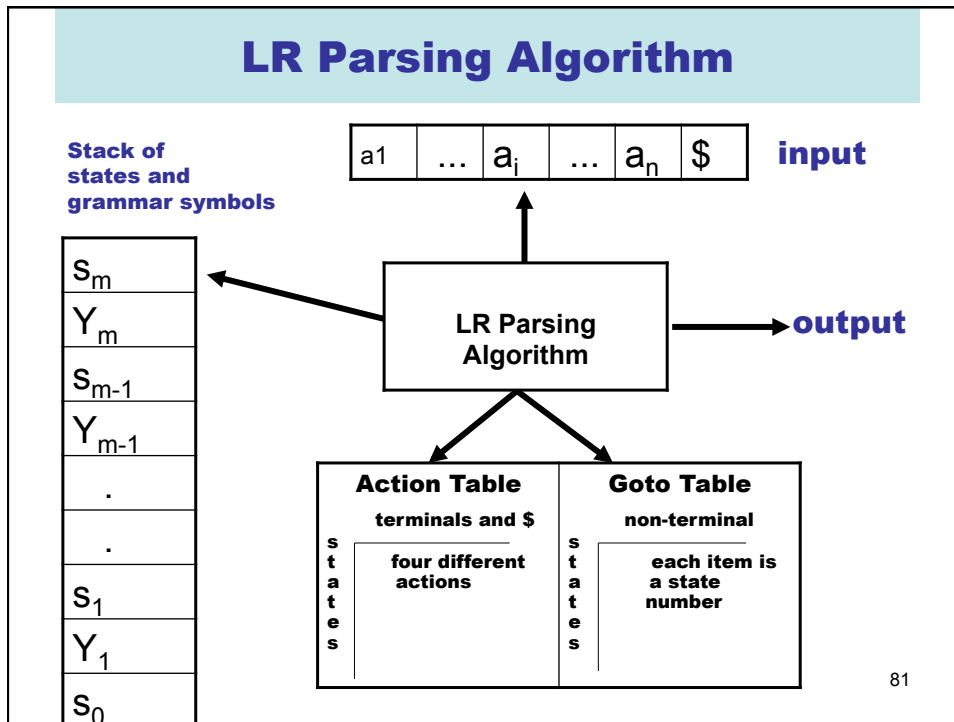 LR Parsing Algorithm
Stack of
states and
grammar symbols
a1 ... aᵢ ... aₙ $
input
sₘ
Yₘ
sₘ₋₁
Yₘ₋₁
.
.
s₁
Y₁
s₀
LR Parsing
Algorithm
output
Action Table
terminals and $
states
four different
actions
Goto Table
non-terminal
states
each item is
a state
number
81